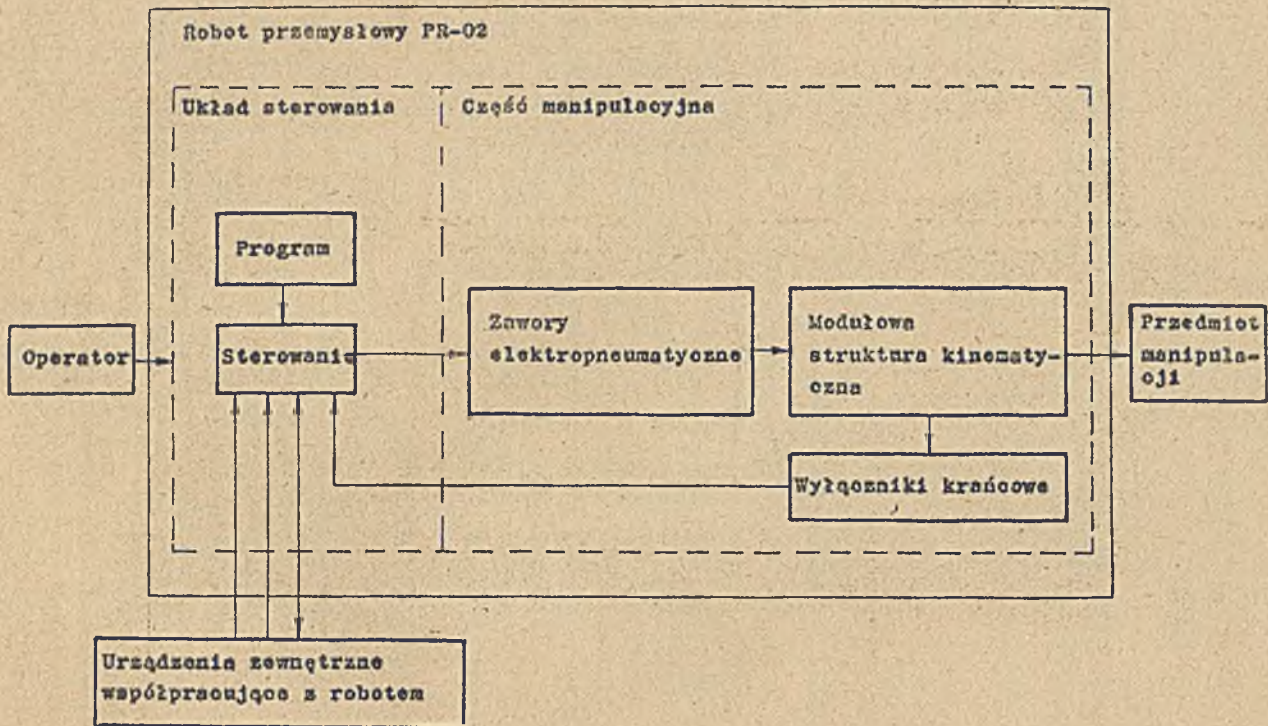 Robot przemysłowy PR-02
Układ sterowania
Część manipulacyjna
Program
Operator
Sterowanie
Zawory
elektropneumatyczne
Modułowa
struktura kinematy-
czna
Przedmiot
manipula-
cji
Wyłączniki krańcowe
Urządzenia zewnętrzne
współpracujące z robotem